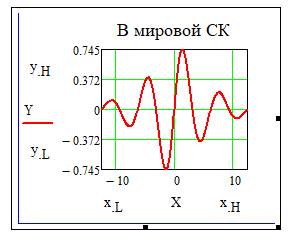 В мировой СК
0.745
y.H
0.372
Y
0
− 0.372
y.L
− 0.745
− 10
0
10
x.L
X
x.H